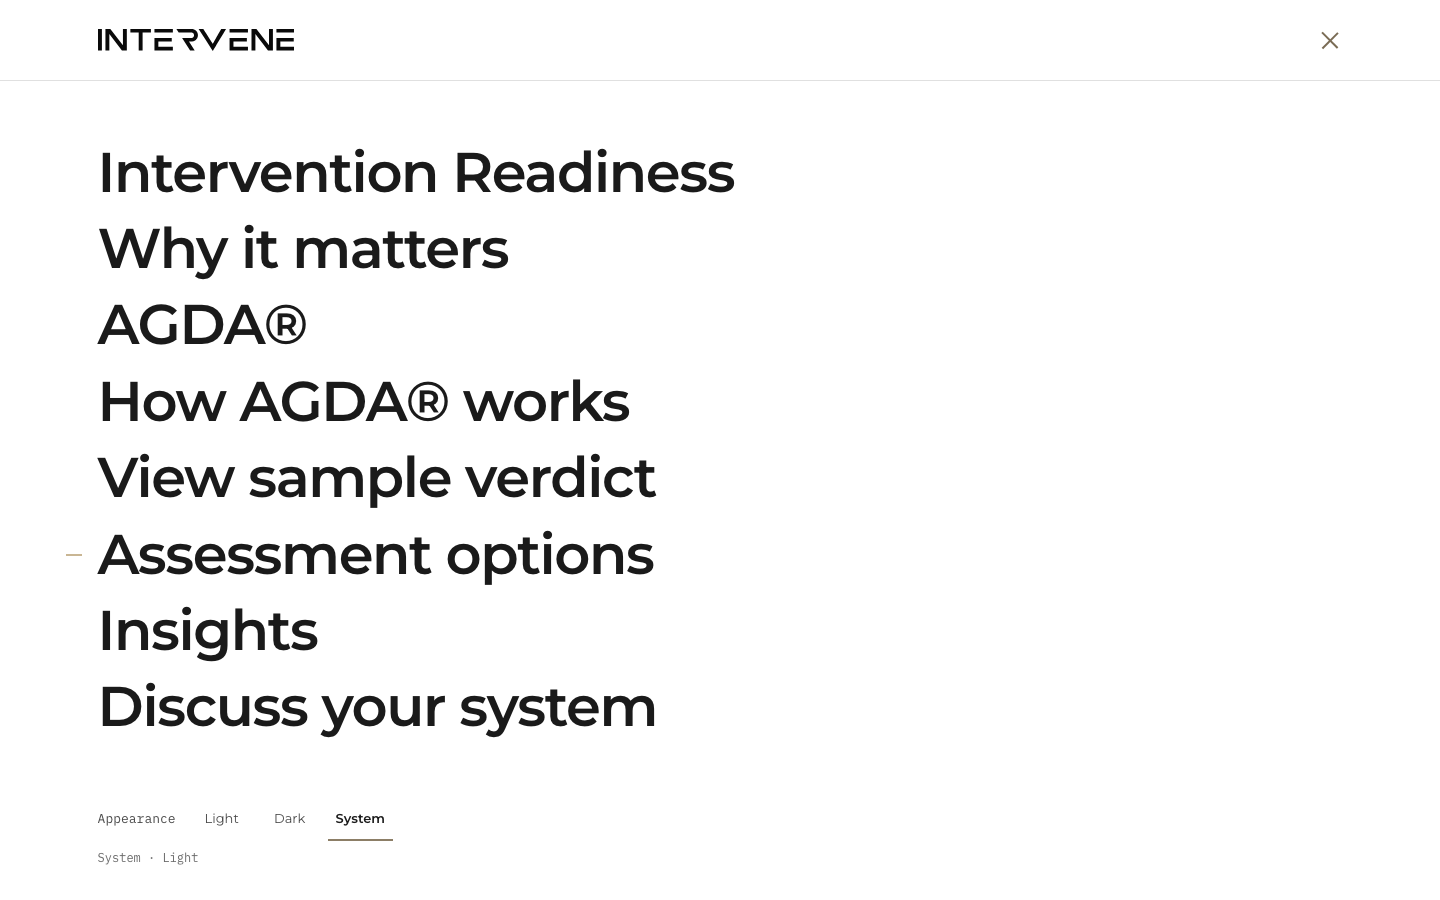 INTERVENE
Intervention Readiness
Why it matters
AGDA®
How AGDA® works
View sample verdict
Assessment options
Insights
Discuss your system
Appearance Light Dark System
System · Light